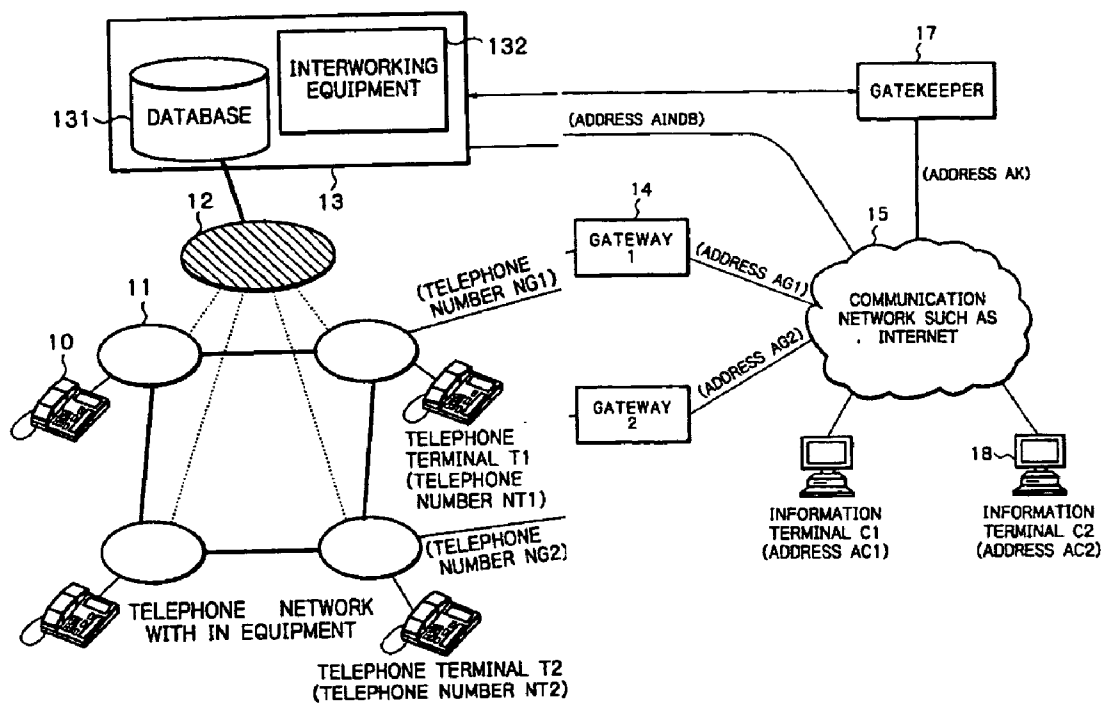 132
17
INTERWORKING
EQUIPMENT
GATEKEEPER
131
DATABASE
(ADDRESS AINDB)
13
(ADDRESS AK)
12
14
15
GATEWAY
1
(ADDRESS AG1)
(TELEPHONE
NUMBER NG1)
11
COMMUNICATION
NETWORK SUCH AS
. INTERNET
10
(ADDRESS AG2)
GATEWAY
2
TELEPHONE
TERMINAL T1
(TELEPHONE
NUMBER NT1)
18
INFORMATION
TERMINAL C1
(ADDRESS AC1)
INFORMATION
TERMINAL C2
(ADDRESS AC2)
(TELEPHONE
NUMBER NG2)
TELEPHONE NETWORK
WITH IN EQUIPMENT
TELEPHONE TERMINAL T2
(TELEPHONE NUMBER NT2)